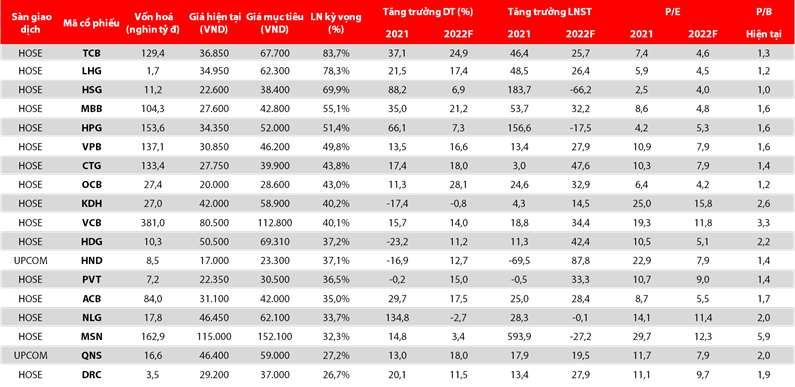 Sàn giao dịch Mã cổ phiếu Vốn hoá (nghìn tỷ đ) Giá hiện tại (VND) Giá mục tiêu (VND) LN kỳ vọng (%) Tăng trưởng DT (%) Tăng trưởng LNST P/E P/B
2021 2022F 2021 2022F 2021 2022F Hiện tại
HOSE TCB 129,4 36.850 67.700 83,7% 37,1 24,9 46,4 25,7 7,4 4,6 1,3
HOSE LHG 1,7 34.950 62.300 78,3% 21,5 17,4 48,5 26,4 5,9 4,5 1,2
HOSE HSG 11,2 22.600 38.400 69,9% 88,2 6,9 183,7 -66,2 2,5 4,0 1,0
HOSE MBB 104,3 27.600 42.800 55,1% 35,0 21,2 53,7 32,2 8,6 4,8 1,6
HOSE HPG 153,6 34.350 52.000 51,4% 66,1 7,3 156,6 -17,5 4,2 5,3 1,6
HOSE VPB 137,1 30.850 46.200 49,8% 13,5 16,6 13,4 27,9 10,9 7,9 1,6
HOSE CTG 133,4 27.750 39.900 43,8% 17,4 18,0 3,0 47,6 10,3 7,9 1,4
HOSE OCB 27,4 20.000 28.600 43,0% 11,3 28,1 24,6 32,9 6,4 4,2 1,2
HOSE KDH 27,0 42.000 58.900 40,2% -17,4 -0,8 4,3 14,5 25,0 15,8 2,6
HOSE VCB 381,0 80.500 112.800 40,1% 15,7 14,0 18,8 34,4 19,3 11,8 3,3
HOSE HDG 10,3 50.500 69.310 37,2% -23,2 11,2 11,3 42,4 10,5 5,1 2,2
UPCOM HND 8,5 17.000 23.300 37,1% -16,9 12,7 -69,5 87,8 22,9 7,9 1,4
HOSE PVT 7,2 22.350 30.500 36,5% -0,2 15,0 -0,5 33,3 10,7 9,0 1,4
HOSE ACB 84,0 31.100 42.000 35,0% 29,7 17,5 25,0 28,4 8,7 5,5 1,7
HOSE NLG 17,8 46.450 62.100 33,7% 134,8 -2,7 28,3 -0,1 14,1 11,4 2,0
HOSE MSN 162,9 115.000 152.100 32,3% 14,8 3,4 593,9 -27,2 29,7 12,3 5,9
UPCOM QNS 16,6 46.400 59.000 27,2% 13,0 18,0 17,9 19,5 11,7 7,9 2,0
HOSE DRC 3,5 29.200 37.000 26,7% 20,1 11,5 13,4 27,9 11,1 9,7 1,9